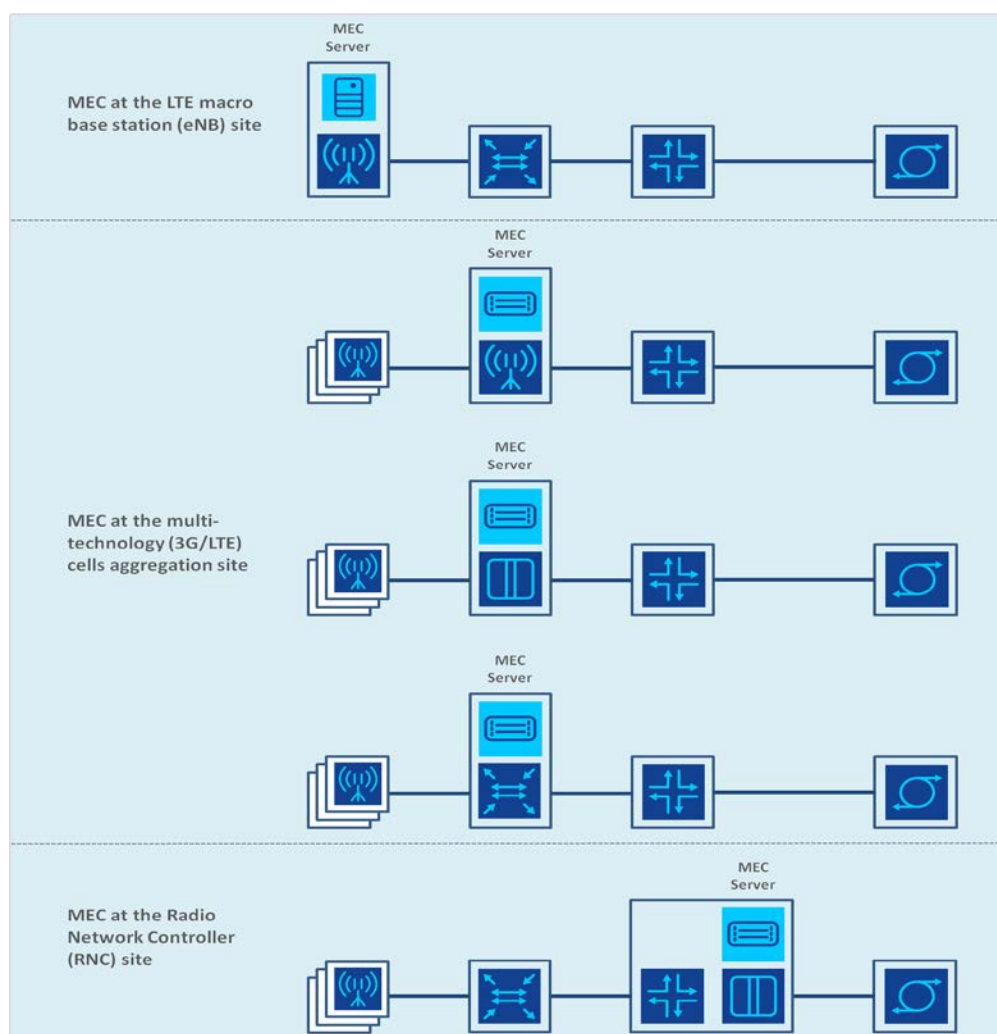 MEC
Server
MEC at the LTE macro
base station (eNB) site
MEC
Server
MEC
Server
MEC at the multi-
technology (3G/LTE)
cells aggregation site
MEC
Server
MEC
Server
MEC at the Radio
Network Controller
(RNC) site